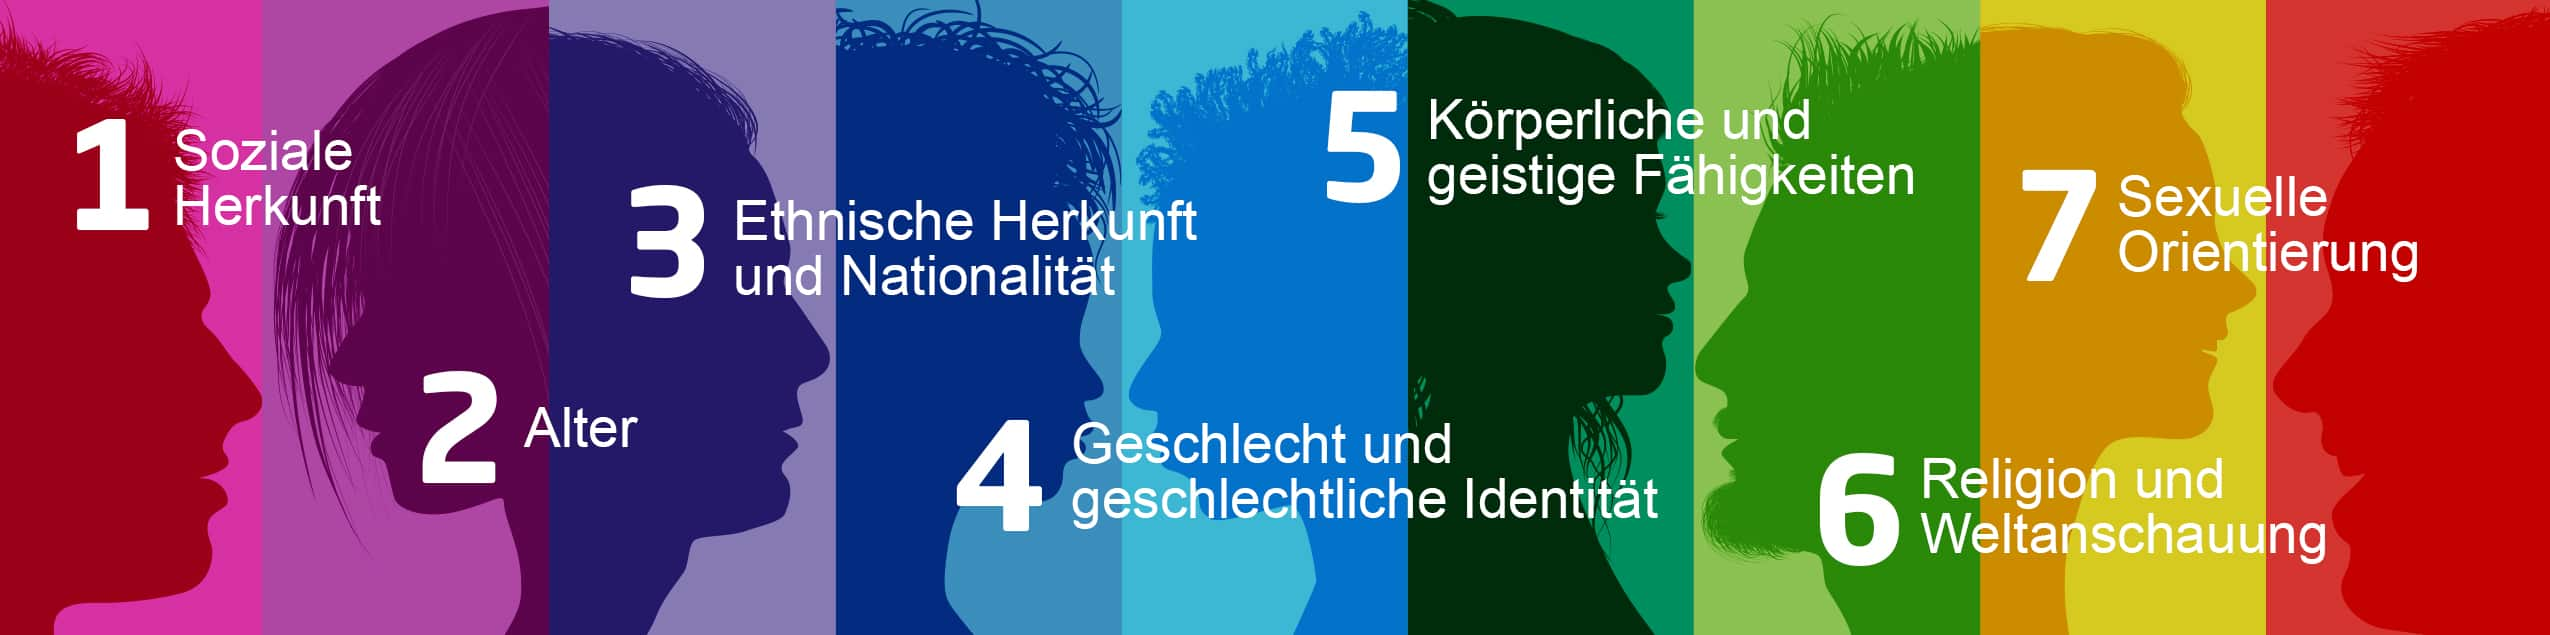 1 Soziale
Herkunft
2 Alter
3 Ethnische Herkunft
und Nationalität
4 Geschlecht und
geschlechtliche Identität
5 Körperliche und
geistige Fähigkeiten
6 Religion und
Weltanschauung
7 Sexuelle
Orientierung